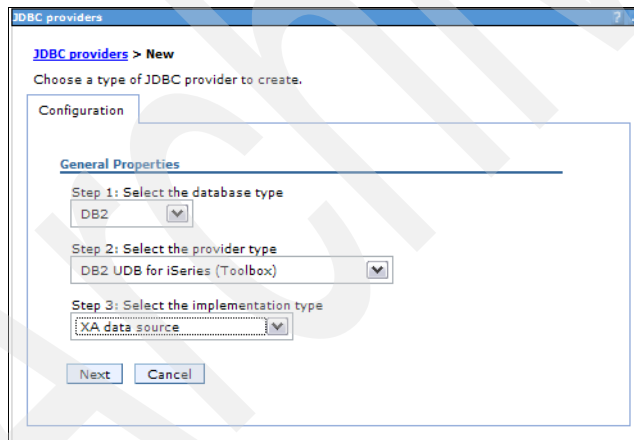 JDBC providers ?
JDBC providers > New
Choose a type of JDBC provider to create.
Configuration
General Properties
Step 1: Select the database type
DB2
Step 2: Select the provider type
DB2 UDB for iSeries (Toolbox)
Step 3: Select the implementation type
XA data source
Next Cancel